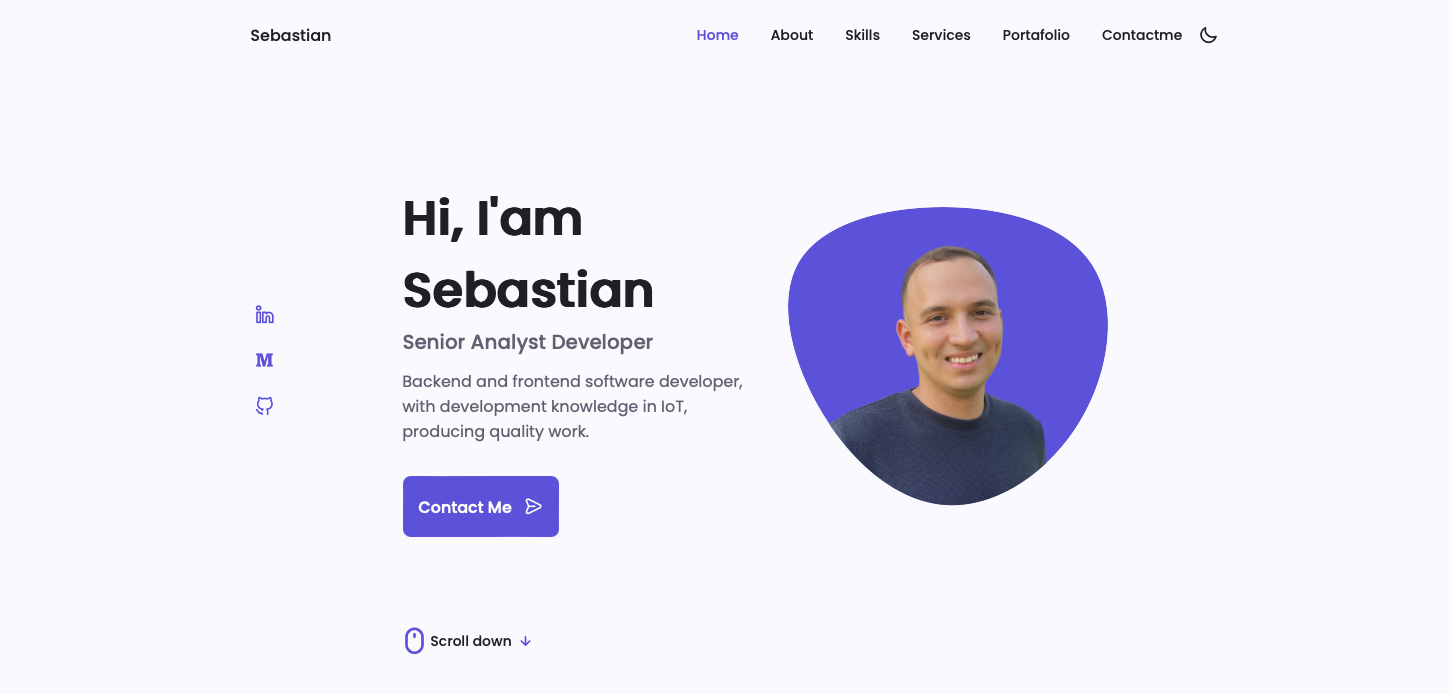 Sebastian
Home About Skills Services Portafolio Contactme
Hi, I'am
Sebastian
Senior Analyst Developer
Backend and frontend software developer,
with development knowledge in IoT,
producing quality work.
Contact Me
Scroll down